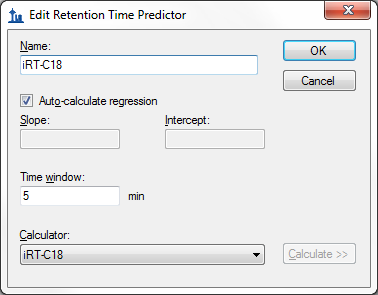 Edit Retention Time Predictor
Name:
iRT-C18
OK
Cancel
Auto-calculate regression
Slope: Intercept:
Time window:
5 min
Calculator:
iRT-C18
Calculate >>